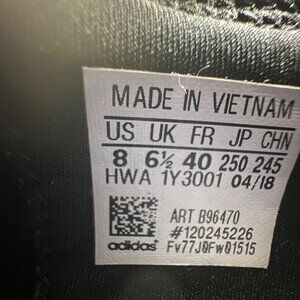 MADE IN VIETNAM
US UK FR JP CHN
8 6½ 40 250 245
HWA 1Y3001 04/18
ART B96470
#120245226
adidas® Fv77J0Fw01515